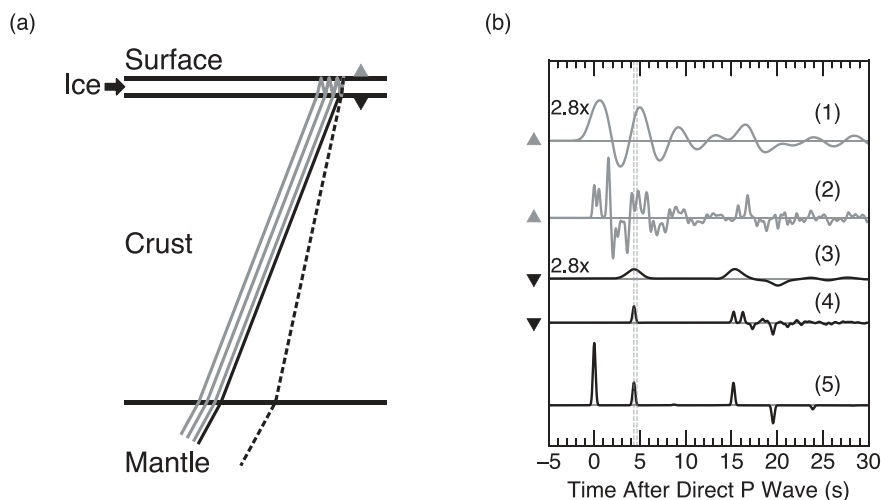 (a)
Surface
Ice
Crust
Mantle
(b)
2.8x
(1)
(2)
2.8x
(3)
(4)
(5)
−5 0 5 10 15 20 25 30
Time After Direct P Wave (s)